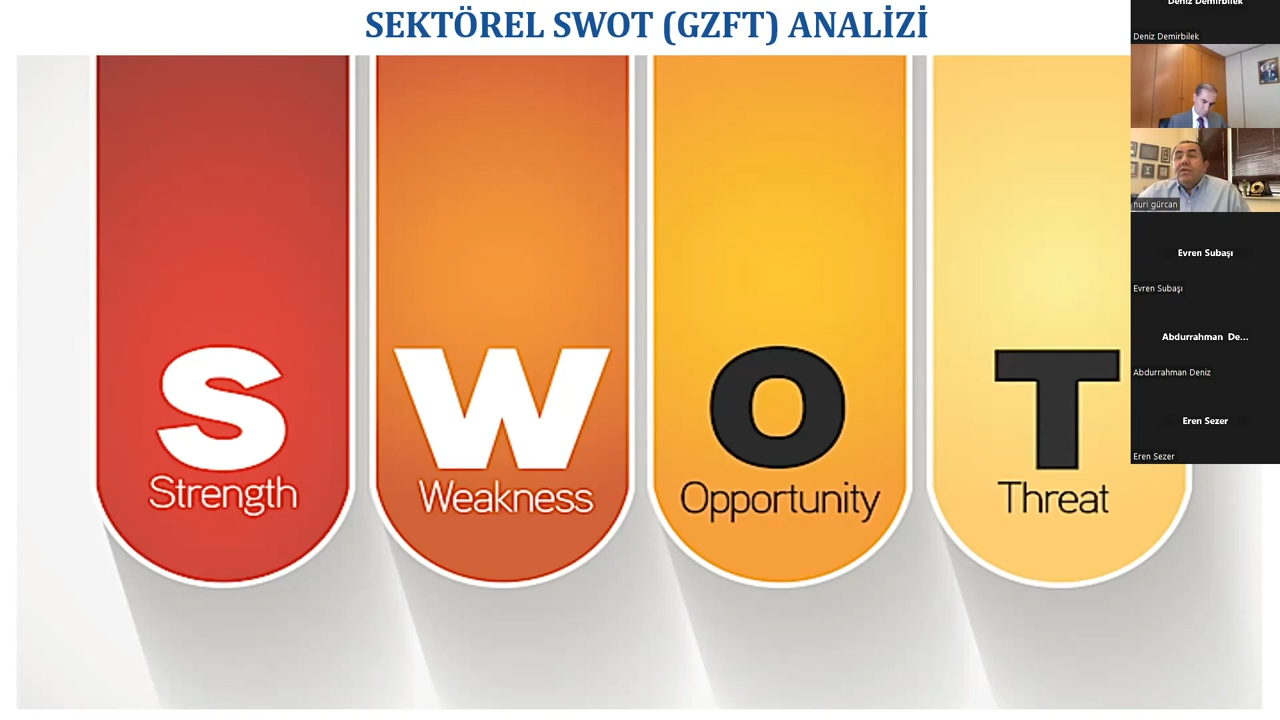 SEKTÖREL SWOT (GZFT) ANALİZİ
S
Strength
W
Weakness
O
Opportunity
T
Threat
Deniz Demirbilek
Deniz Demirbilek
nuri gürcan
Evren Subaşı
Evren Subaşı
Abdurrahman De...
Abdurrahman Deniz
Eren Sezer
Eren Sezer